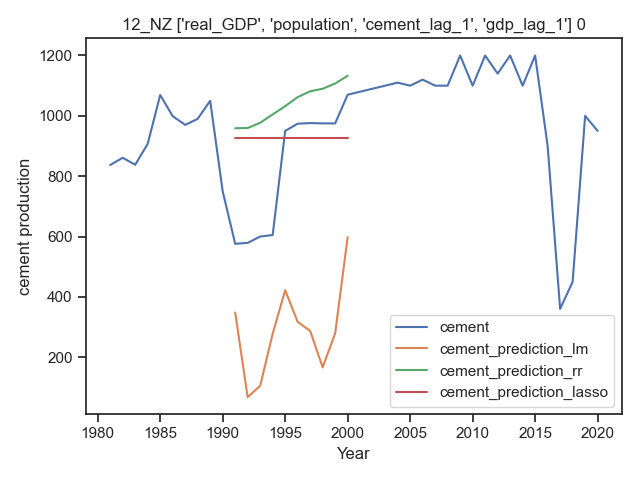 12_NZ ['real_GDP', 'population', 'cement_lag_1', 'gdp_lag_1'] 0
1200
1000
800
600
400
200
cement production
1980
1985
1990
1995
2000
2005
2010
2015
2020
Year
cement
cement_prediction_lm
cement_prediction_rr
cement_prediction_lasso